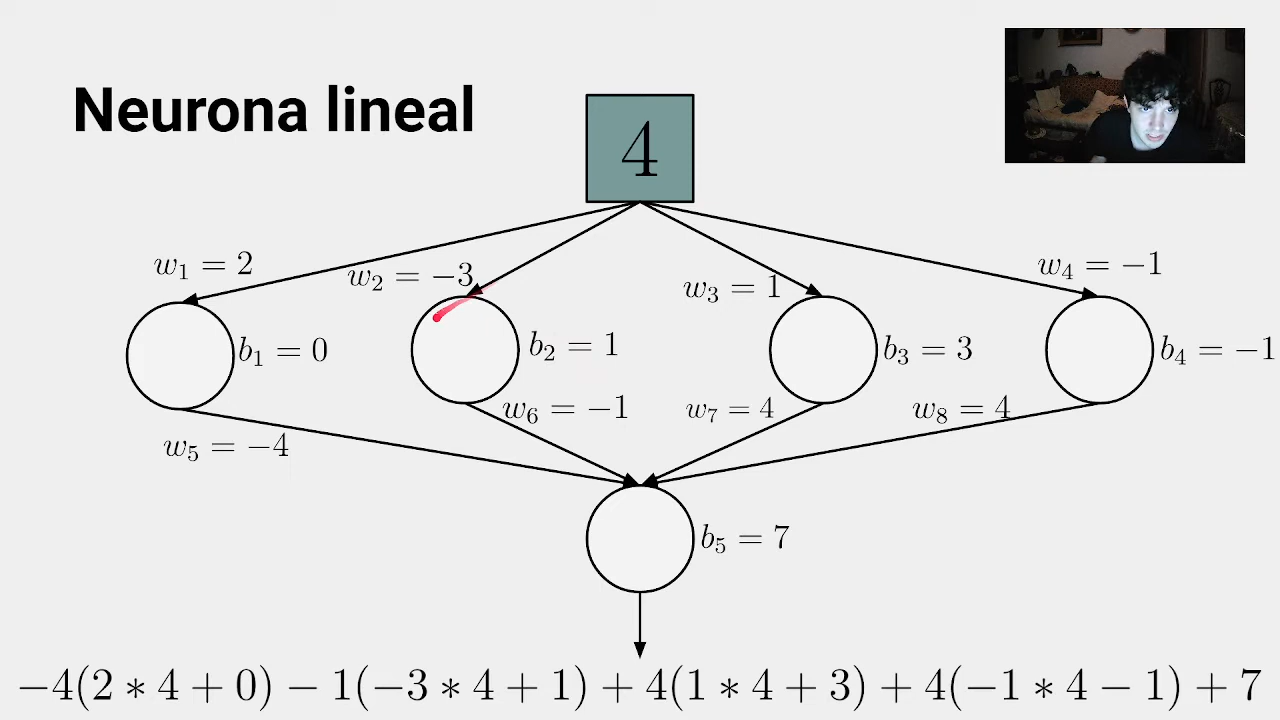 Neurona lineal
4
w₁ = 2
w₂ = −3
w₃ = 1
w₄ = −1
b₁ = 0
b₂ = 1
b₃ = 3
b₄ = −1
w₅ = −4
w₆ = −1
w₇ = 4
w₈ = 4
b₅ = 7
−4(2 ∗ 4 + 0) − 1(−3 ∗ 4 + 1) + 4(1 ∗ 4 + 3) + 4(−1 ∗ 4 − 1) + 7